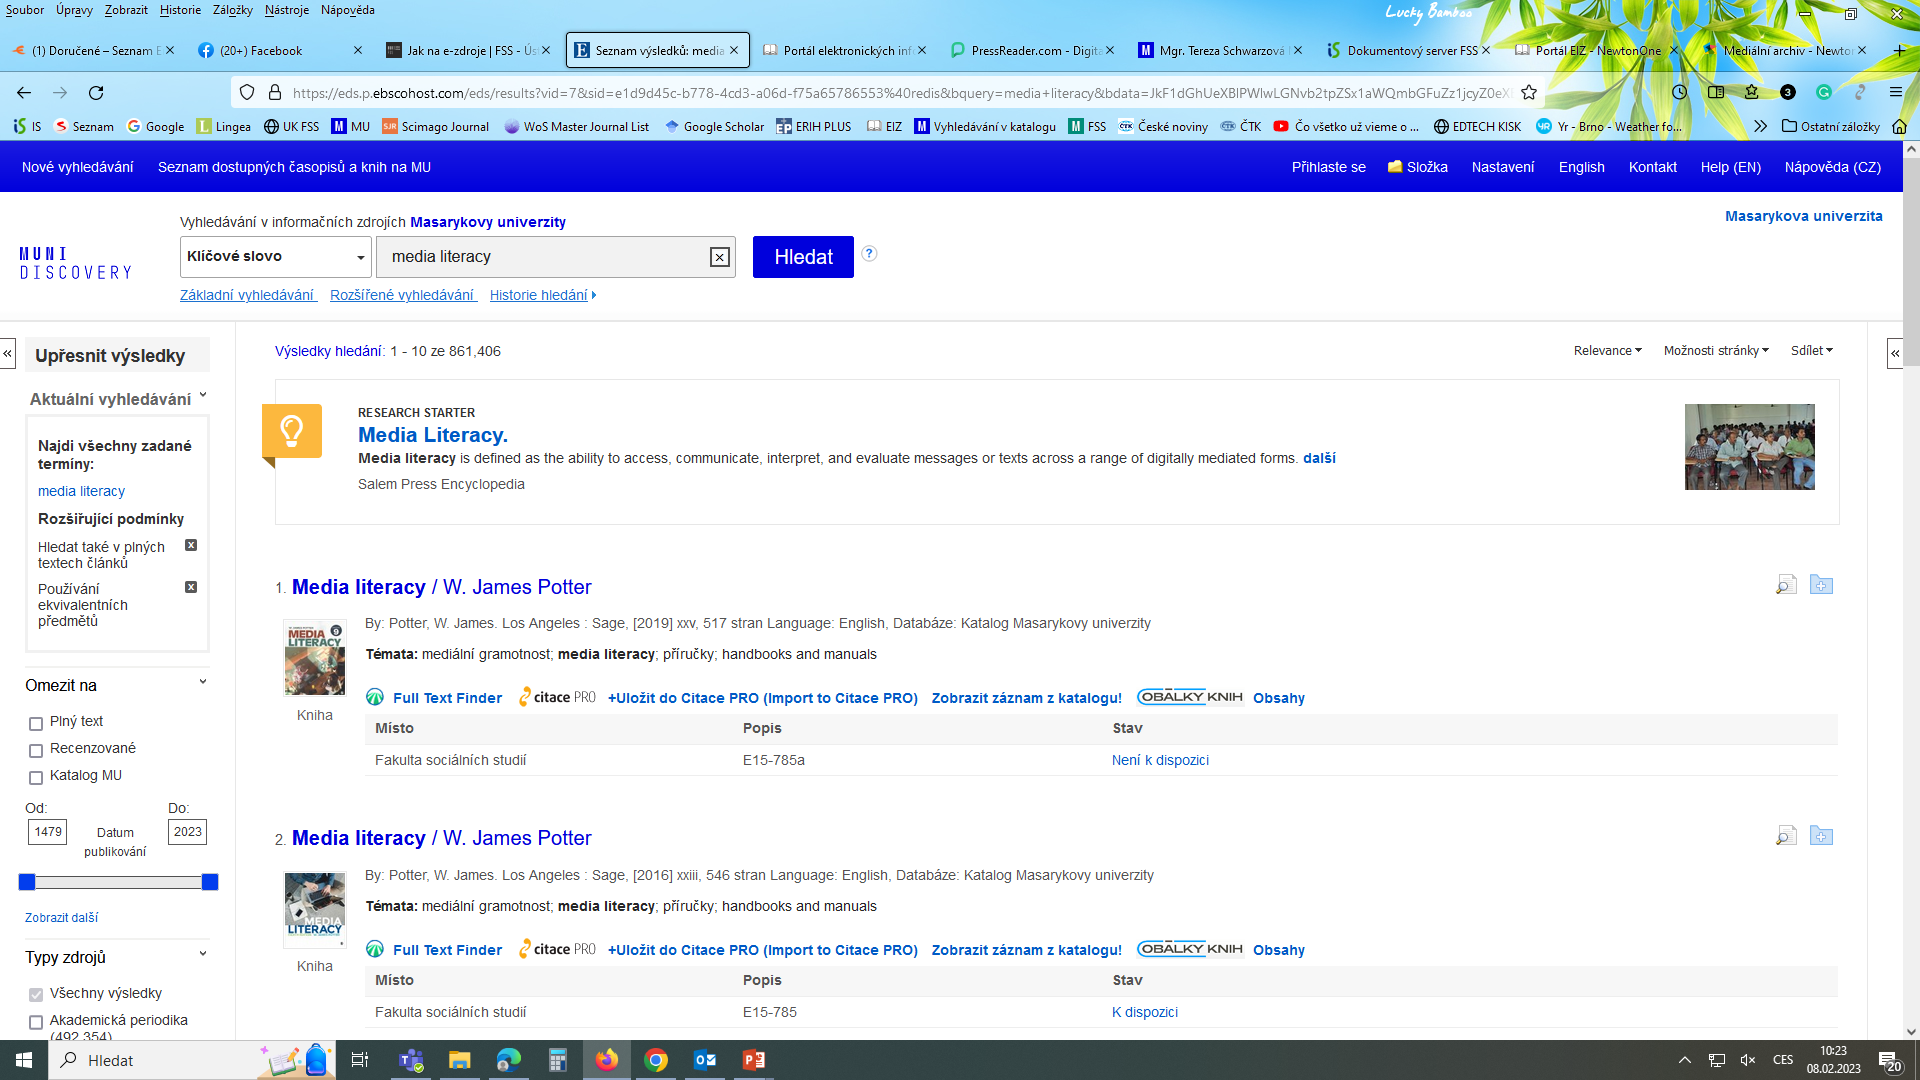 Soubor Úpravy Zobrazit Historie Záložky Nástroje Nápověda
Lucky Bamboo
(1) Doručené – Seznam E
(20+) Facebook
Jak na e-zdroje | FSS - Ús
Seznam výsledků: media
Portál elektronických inf
PressReader.com - Digita
Mgr. Tereza Schwarzová
Dokumentový server FSS
Portál EIZ - NewtonOne
Mediální archiv - Newton
https://eds.p.ebscohost.com/eds/results?vid=7&sid=e1d9d45c-b778-4cd3-a06d-f75a65786553%40redis&bquery=media+literacy&bdata=
3
IS Seznam Google Lingea UK FSS MU Scimago Journal WoS Master Journal List Google Scholar ERIH PLUS EIZ Vyhledávání v katalogu FSS České noviny ČTK Čo všetko už vieme o ... EDTECH KISK Yr - Brno - Weather fo... Ostatní záložky
Nové vyhledávání Seznam dostupných časopisů a knih na MU Přihlaste se Složka Nastavení English Kontakt Help (EN) Nápověda (CZ)
Vyhledávání v informačních zdrojích Masarykovy univerzity
Masarykova univerzita
MUNI
DISCOVERY
Klíčové slovo media literacy Hledat ?
Základní vyhledávání Rozšířené vyhledávání Historie hledání
Upřesnit výsledky
Aktuální vyhledávání
Najdi všechny zadané
termíny:
media literacy
Rozšiřující podmínky
Hledat také v plných
textech článků
Používání
ekvivalentních
předmětů
Omezit na
Plný text
Recenzované
Katalog MU
Od: Do:
1479 Datum publikování 2023
Zobrazit další
Typy zdrojů
Všechny výsledky
Akademická periodika
(492,354)
Výsledky hledání: 1 - 10 ze 861,406
Relevance Možnosti stránky Sdílet
RESEARCH STARTER
Media Literacy.
Media literacy is defined as the ability to access, communicate, interpret, and evaluate messages or texts across a range of digitally mediated forms. další
Salem Press Encyclopedia
1. Media literacy / W. James Potter
By: Potter, W. James. Los Angeles : Sage, [2019] xxv, 517 stran Language: English, Databáze: Katalog Masarykovy univerzity
Témata: mediální gramotnost; media literacy; příručky; handbooks and manuals
MEDIA
LITERACY
Kniha
Full Text Finder citace PRO +Uložit do Citace PRO (Import to Citace PRO) Zobrazit záznam z katalogu! OBÁLKY KNIH Obsahy
Místo Popis Stav
Fakulta sociálních studií E15-785a Není k dispozici
2. Media literacy / W. James Potter
By: Potter, W. James. Los Angeles : Sage, [2016] xxiii, 546 stran Language: English, Databáze: Katalog Masarykovy univerzity
Témata: mediální gramotnost; media literacy; příručky; handbooks and manuals
MEDIA
LITERACY
Kniha
Full Text Finder citace PRO +Uložit do Citace PRO (Import to Citace PRO) Zobrazit záznam z katalogu! OBÁLKY KNIH Obsahy
Místo Popis Stav
Fakulta sociálních studií E15-785 K dispozici
Hledat
CES
10:23
08.02.2023
20